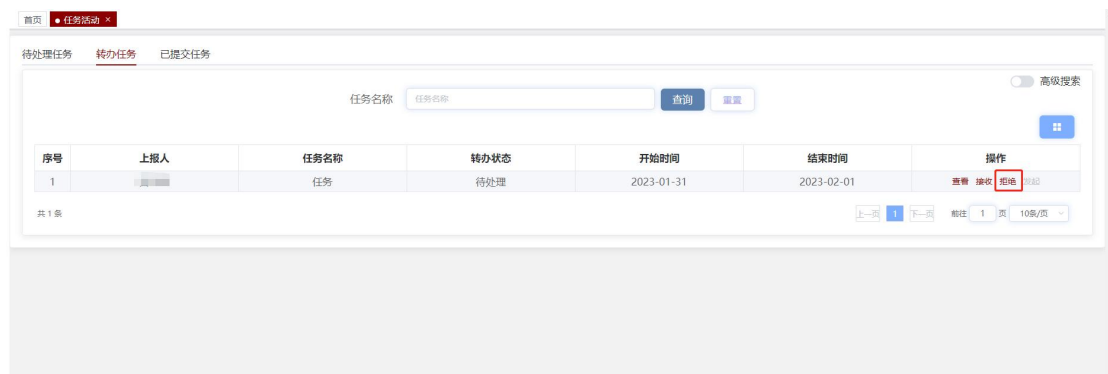 首页 ● 任务活动 ×
待处理任务 转办任务 已提交任务
高级搜索
任务名称 任务名称 查询 重置
序号 上报人 任务名称 转办状态 开始时间 结束时间 操作
1 任务 待处理 2023-01-31 2023-02-01 查看 接收 拒绝 发起
共 1 条 上一页 1 下一页 前往 1 页 10条/页